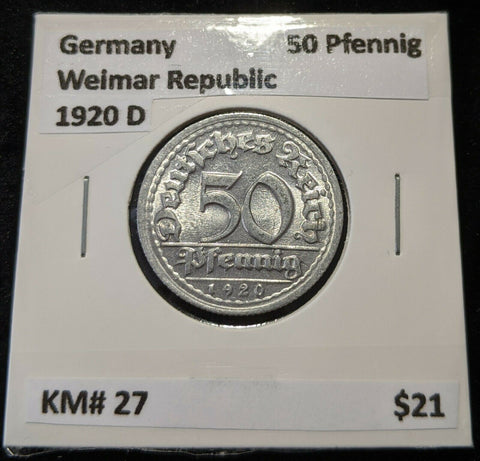 Germany 50 Pfennig
Weimar Republic
1920 D
Deutsches Reich
50
Pfennig
1920
KM# 27 $21